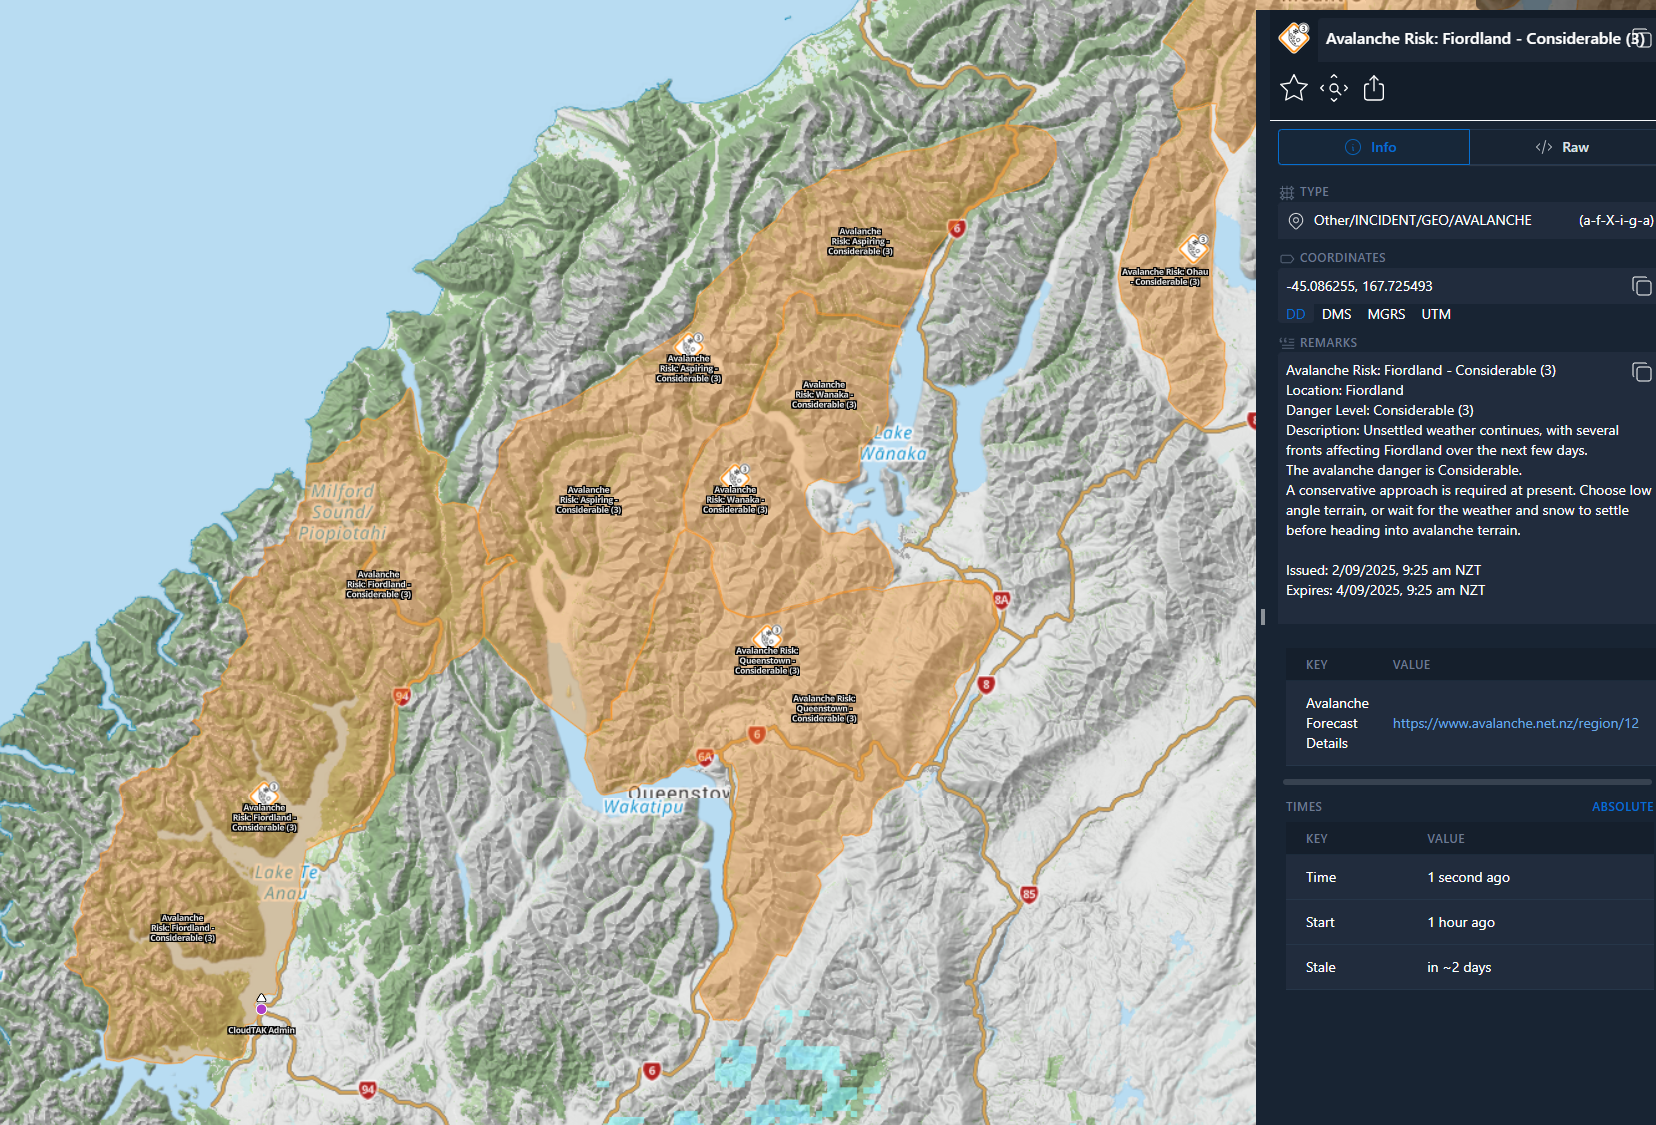 Avalanche Risk: Fiordland - Considerable (3)
Info
</> Raw
TYPE
Other/INCIDENT/GEO/AVALANCHE (a-f-X-i-g-a)
COORDINATES
-45.086255, 167.725493
DD DMS MGRS UTM
REMARKS
Avalanche Risk: Fiordland - Considerable (3)
Location: Fiordland
Danger Level: Considerable (3)
Description: Unsettled weather continues, with several
fronts affecting Fiordland over the next few days.
The avalanche danger is Considerable.
A conservative approach is required at present. Choose low
angle terrain, or wait for the weather and snow to settle
before heading into avalanche terrain.
Issued: 2/09/2025, 9:25 am NZT
Expires: 4/09/2025, 9:25 am NZT
KEY VALUE
Avalanche
Forecast
Details
https://www.avalanche.net.nz/region/12
TIMES ABSOLUTE
KEY VALUE
Time 1 second ago
Start 1 hour ago
Stale in ~2 days
Avalanche
Risk: Aspiring -
Considerable (3)
6
3
Avalanche Risk: Ohau
- Considerable (3)
3
Avalanche
Risk: Aspiring -
Considerable (3)
Avalanche
Risk: Wanaka -
Considerable (3)
Lake
Wānaka
3
Avalanche
Risk: Wanaka -
Considerable (3)
Avalanche
Risk: Aspiring -
Considerable (3)
Milford
Sound/
Piopiotahi
Avalanche
Risk: Fiordland -
Considerable (3)
8A
3
Avalanche Risk:
Queenstown -
Considerable (3)
8
94
Avalanche Risk:
Queenstown -
Considerable (3)
6
6A
Queenstow
Wakatipu
3
Avalanche
Risk: Fiordland -
Considerable (3)
Lake Te
Anau
85
Avalanche
Risk: Fiordland -
Considerable (3)
CloudTAK Admin
6
94